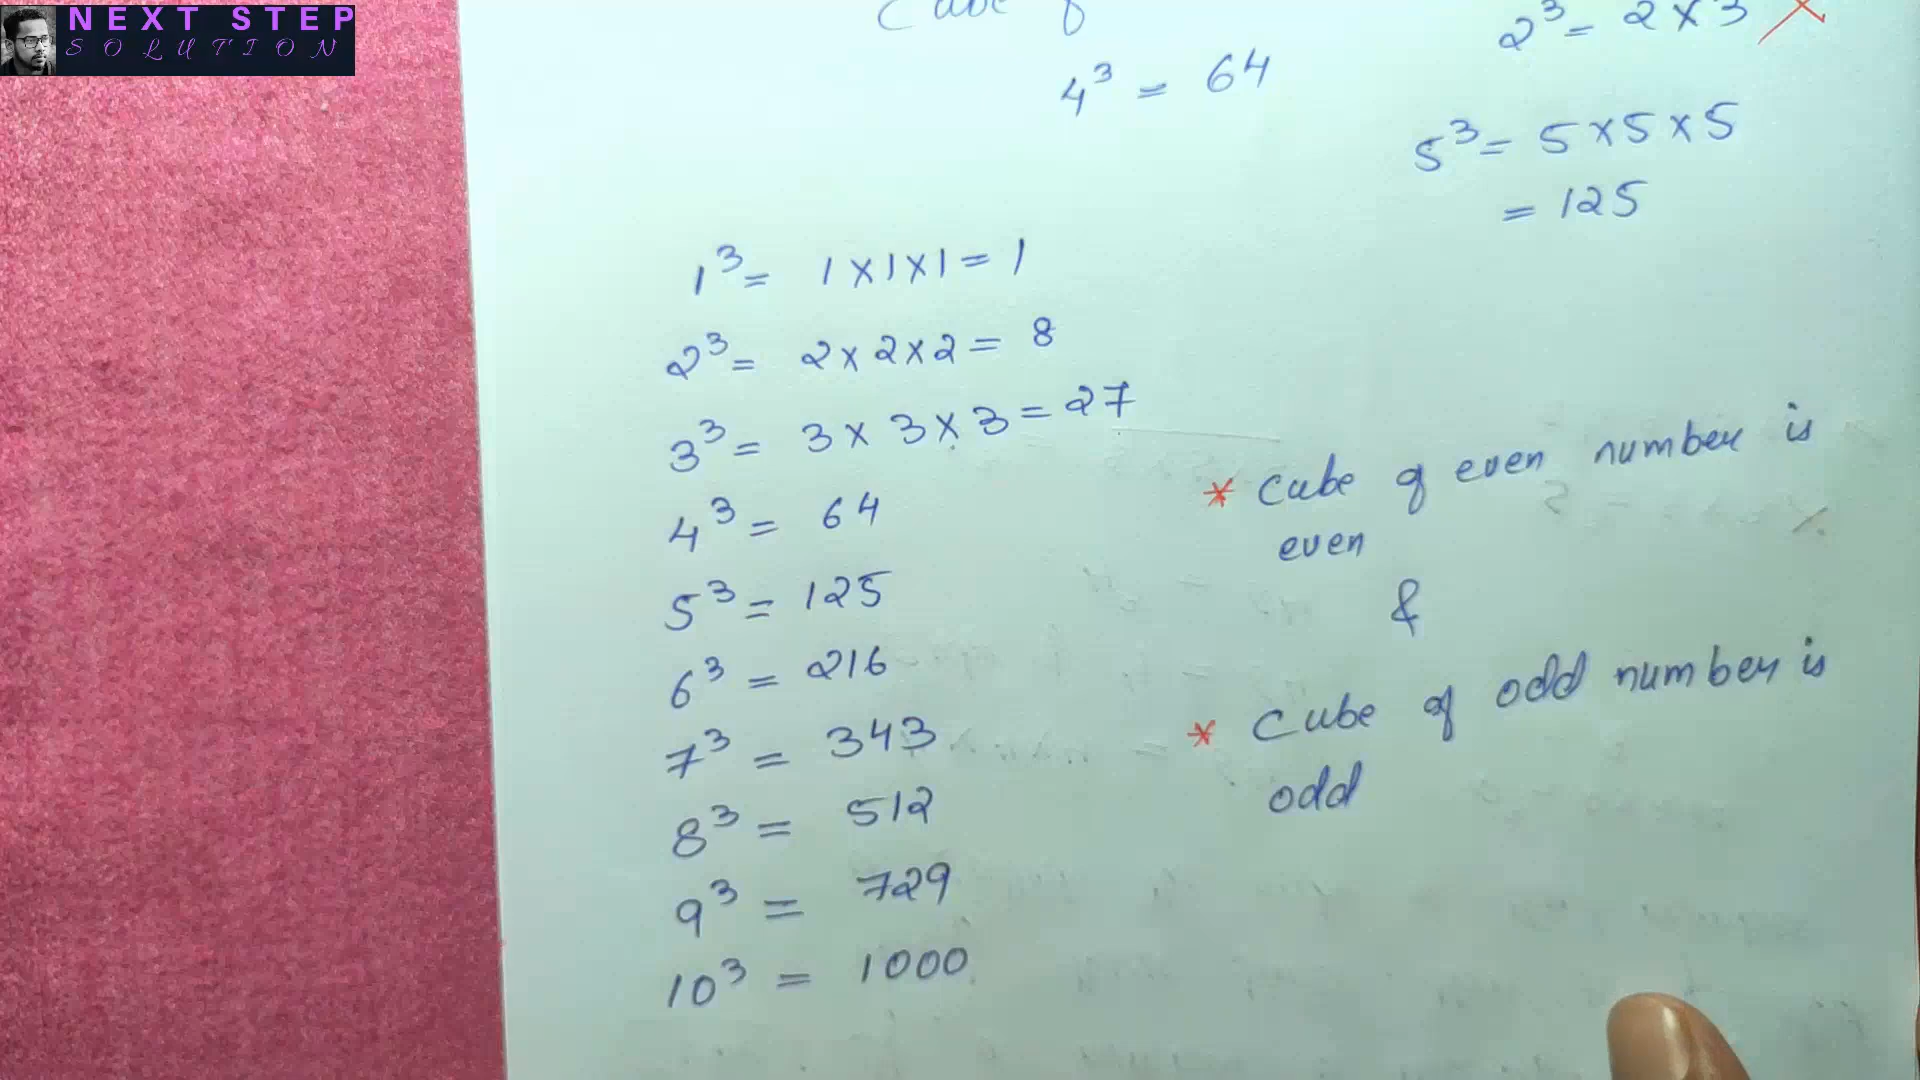 NEXT STEP
SOLUTION
Cube of
4³ = 64
2³ = 2 × 3
5³ = 5 × 5 × 5
= 125
1³ = 1 × 1 × 1 = 1
2³ = 2 × 2 × 2 = 8
3³ = 3 × 3 × 3 = 27
4³ = 64
5³ = 125
6³ = 216
7³ = 343
8³ = 512
9³ = 729
10³ = 1000
* Cube of even number is
even
&
* Cube of odd number is
odd